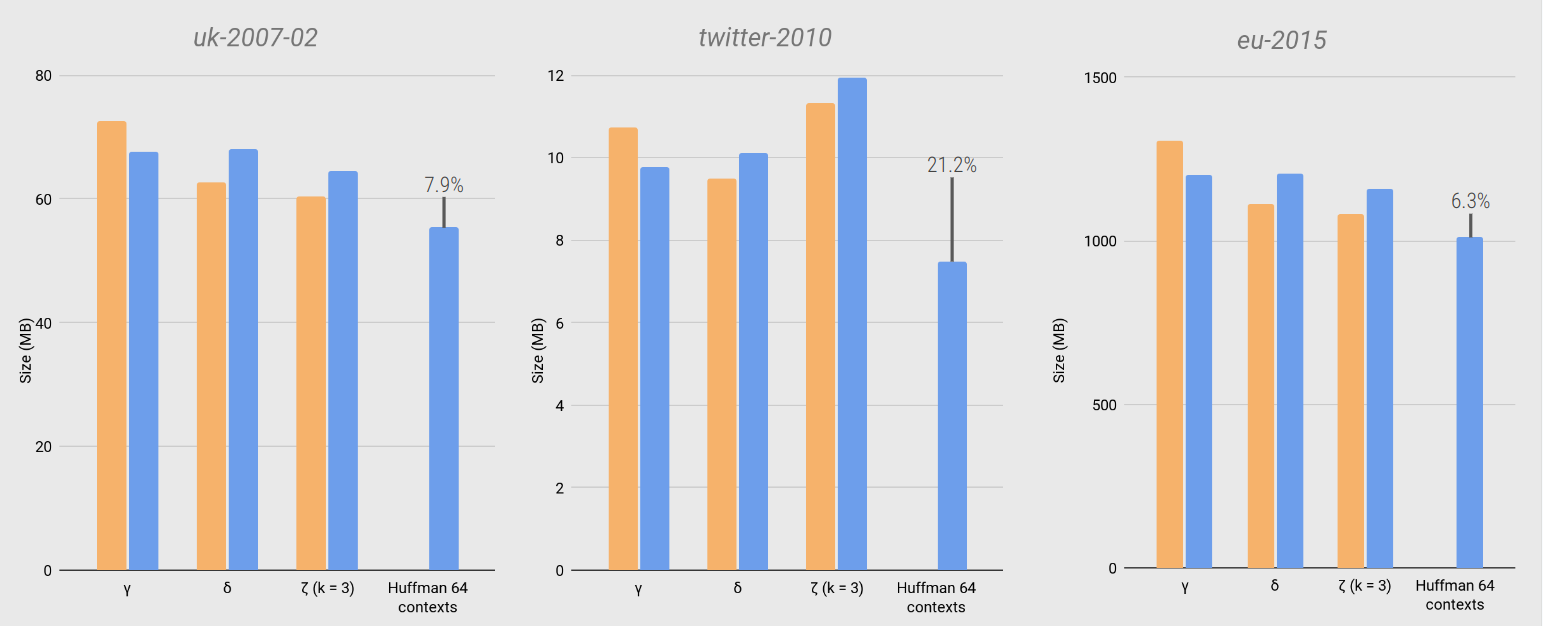 uk-2007-02
80
60
40
20
0
Size (MB)
7.9%
γ
δ
ζ (k = 3)
Huffman 64
contexts
twitter-2010
12
10
8
6
4
2
0
Size (MB)
21.2%
γ
δ
ζ (k = 3)
Huffman 64
contexts
eu-2015
1500
1000
500
0
Size (MB)
6.3%
γ
δ
ζ (k = 3)
Huffman 64
contexts